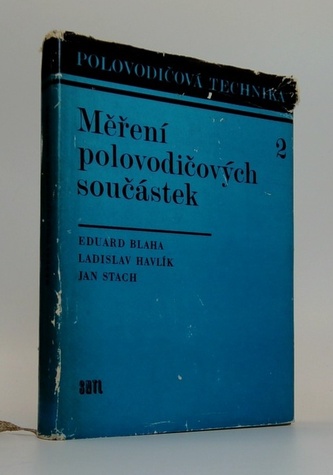 POLOVODIČOVÁ TECHNIKA
Měření 2
polovodičových
součástek
EDUARD BLAHA
LADISLAV HAVLÍK
JAN STACH
SNTL